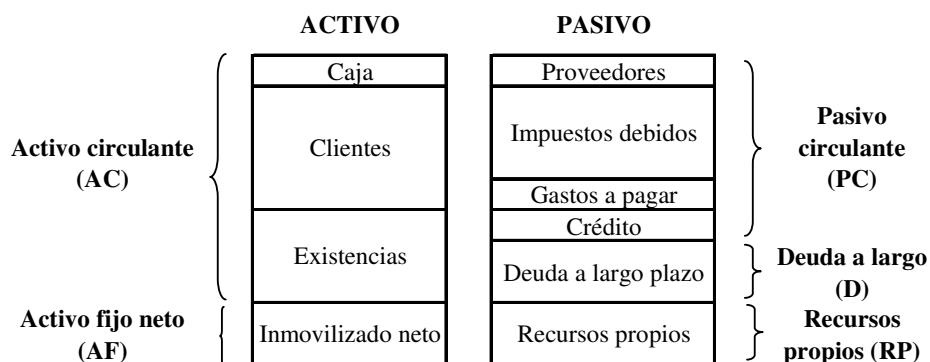 ACTIVO
PASIVO
Caja
Proveedores
Activo circulante
(AC)
Clientes
Impuestos debidos
Pasivo
circulante
(PC)
Gastos a pagar
Crédito
Existencias
Deuda a largo plazo
Deuda a largo
(D)
Activo fijo neto
(AF)
Inmovilizado neto
Recursos propios
Recursos
propios (RP)